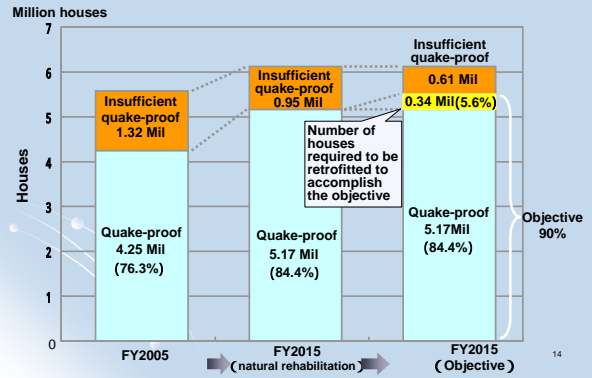 Million houses
7
6
5
4
3
2
1
0
Houses
Insufficient
quake-proof
1.32 Mil
Quake-proof
4.25 Mil
(76.3%)
Insufficient
quake-proof
0.95 Mil
Quake-proof
5.17 Mil
(84.4%)
Number of
houses
required to be
retrofitted to
accomplish
the objective
Insufficient
quake-proof
0.61 Mil
0.34 Mil(5.6%)
Quake-proof
5.17Mil
(84.4%)
Objective
90%
FY2005
FY2015
(natural rehabilitation)
FY2015
(Objective)
14